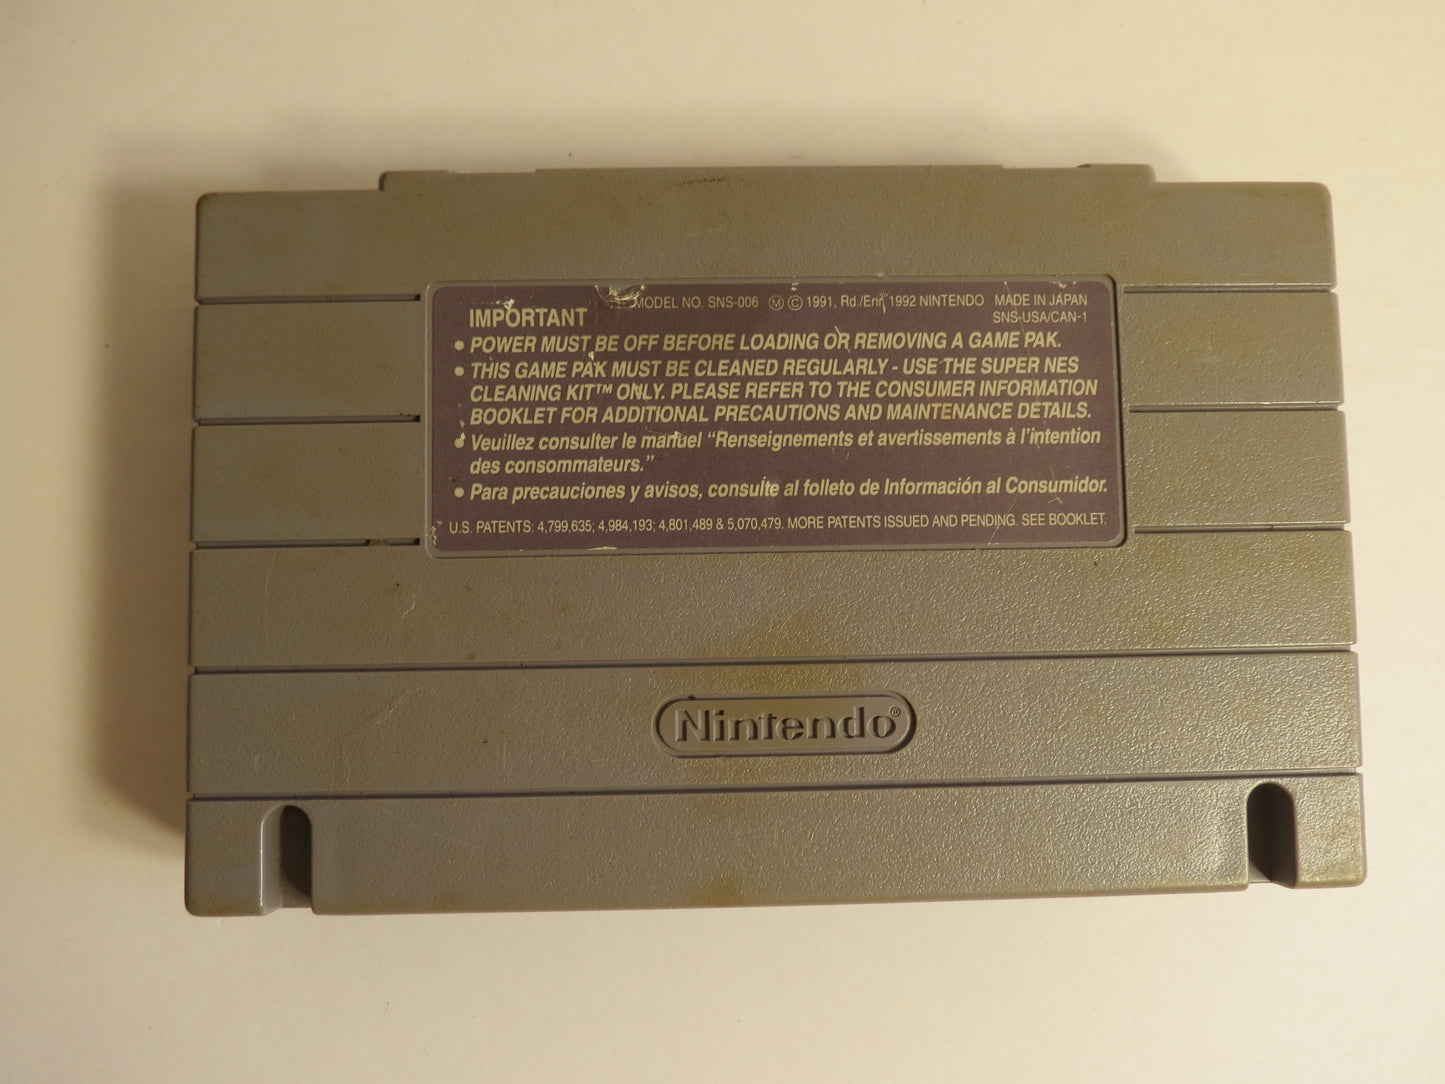 MODEL NO. SNS-006 Ⓜ © 1991, Rd./Enr. 1992 NINTENDO MADE IN JAPAN
IMPORTANT SNS-USA/CAN-1
• POWER MUST BE OFF BEFORE LOADING OR REMOVING A GAME PAK.
• THIS GAME PAK MUST BE CLEANED REGULARLY - USE THE SUPER NES
CLEANING KIT™ ONLY. PLEASE REFER TO THE CONSUMER INFORMATION
BOOKLET FOR ADDITIONAL PRECAUTIONS AND MAINTENANCE DETAILS.
• Veuillez consulter le manuel “Renseignements et avertissements à l’intention
des consommateurs.”
• Para precauciones y avisos, consulte al folleto de Información al Consumidor.
U.S. PATENTS: 4,799,635; 4,984,193; 4,801,489 & 5,070,479. MORE PATENTS ISSUED AND PENDING. SEE BOOKLET.
Nintendo®